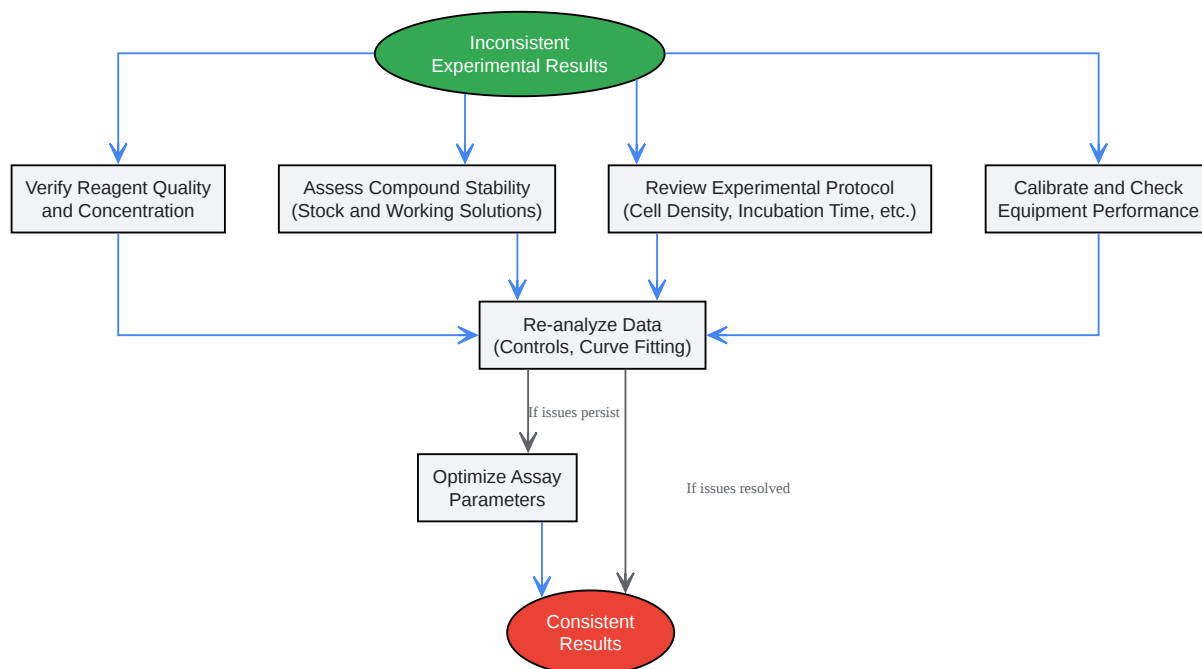 Inconsistent
Experimental Results
Verify Reagent Quality
and Concentration
Assess Compound Stability
(Stock and Working Solutions)
Review Experimental Protocol
(Cell Density, Incubation Time, etc.)
Calibrate and Check
Equipment Performance
Re-analyze Data
(Controls, Curve Fitting)
If issues persist
Optimize Assay
Parameters
If issues resolved
Consistent
Results